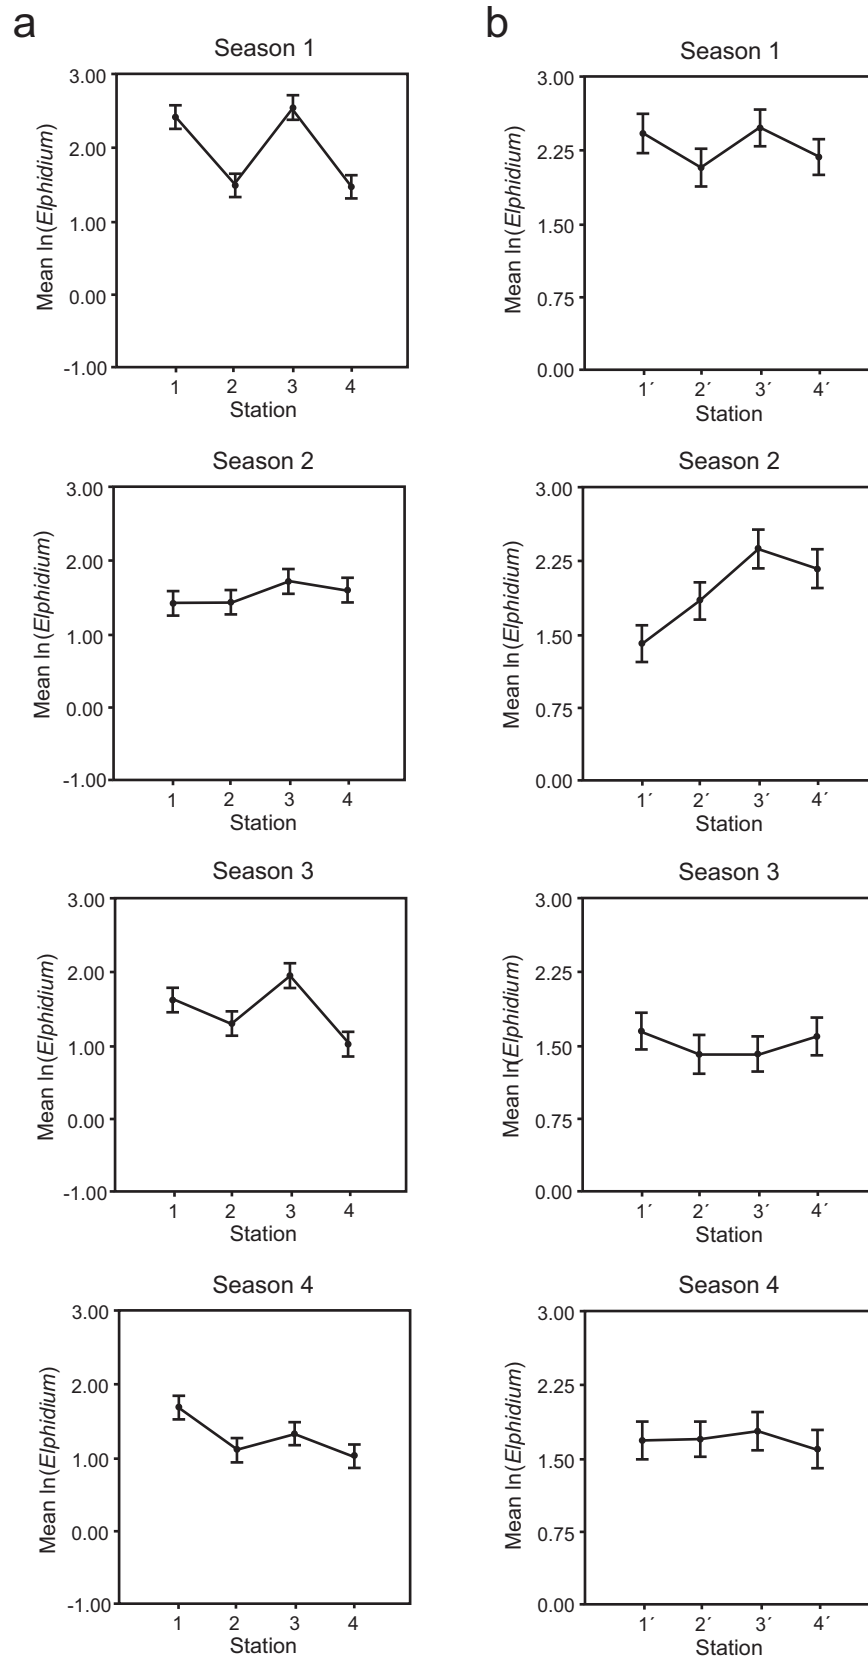 a
Season 1
Mean ln(Elphidium)
3.00
2.00
1.00
0.00
-1.00
1 2 3 4
Station
Season 2
Mean ln(Elphidium)
3.00
2.00
1.00
0.00
-1.00
1 2 3 4
Station
Season 3
Mean ln(Elphidium)
3.00
2.00
1.00
0.00
-1.00
1 2 3 4
Station
Season 4
Mean ln(Elphidium)
3.00
2.00
1.00
0.00
-1.00
1 2 3 4
Station
b
Season 1
Mean ln(Elphidium)
3.00
2.25
1.50
0.75
0.00
1´ 2´ 3´ 4´
Station
Season 2
Mean ln(Elphidium)
3.00
2.25
1.50
0.75
0.00
1´ 2´ 3´ 4´
Station
Season 3
Mean ln(Elphidium)
3.00
2.25
1.50
0.75
0.00
1´ 2´ 3´ 4´
Station
Season 4
Mean ln(Elphidium)
3.00
2.25
1.50
0.75
0.00
1´ 2´ 3´ 4´
Station